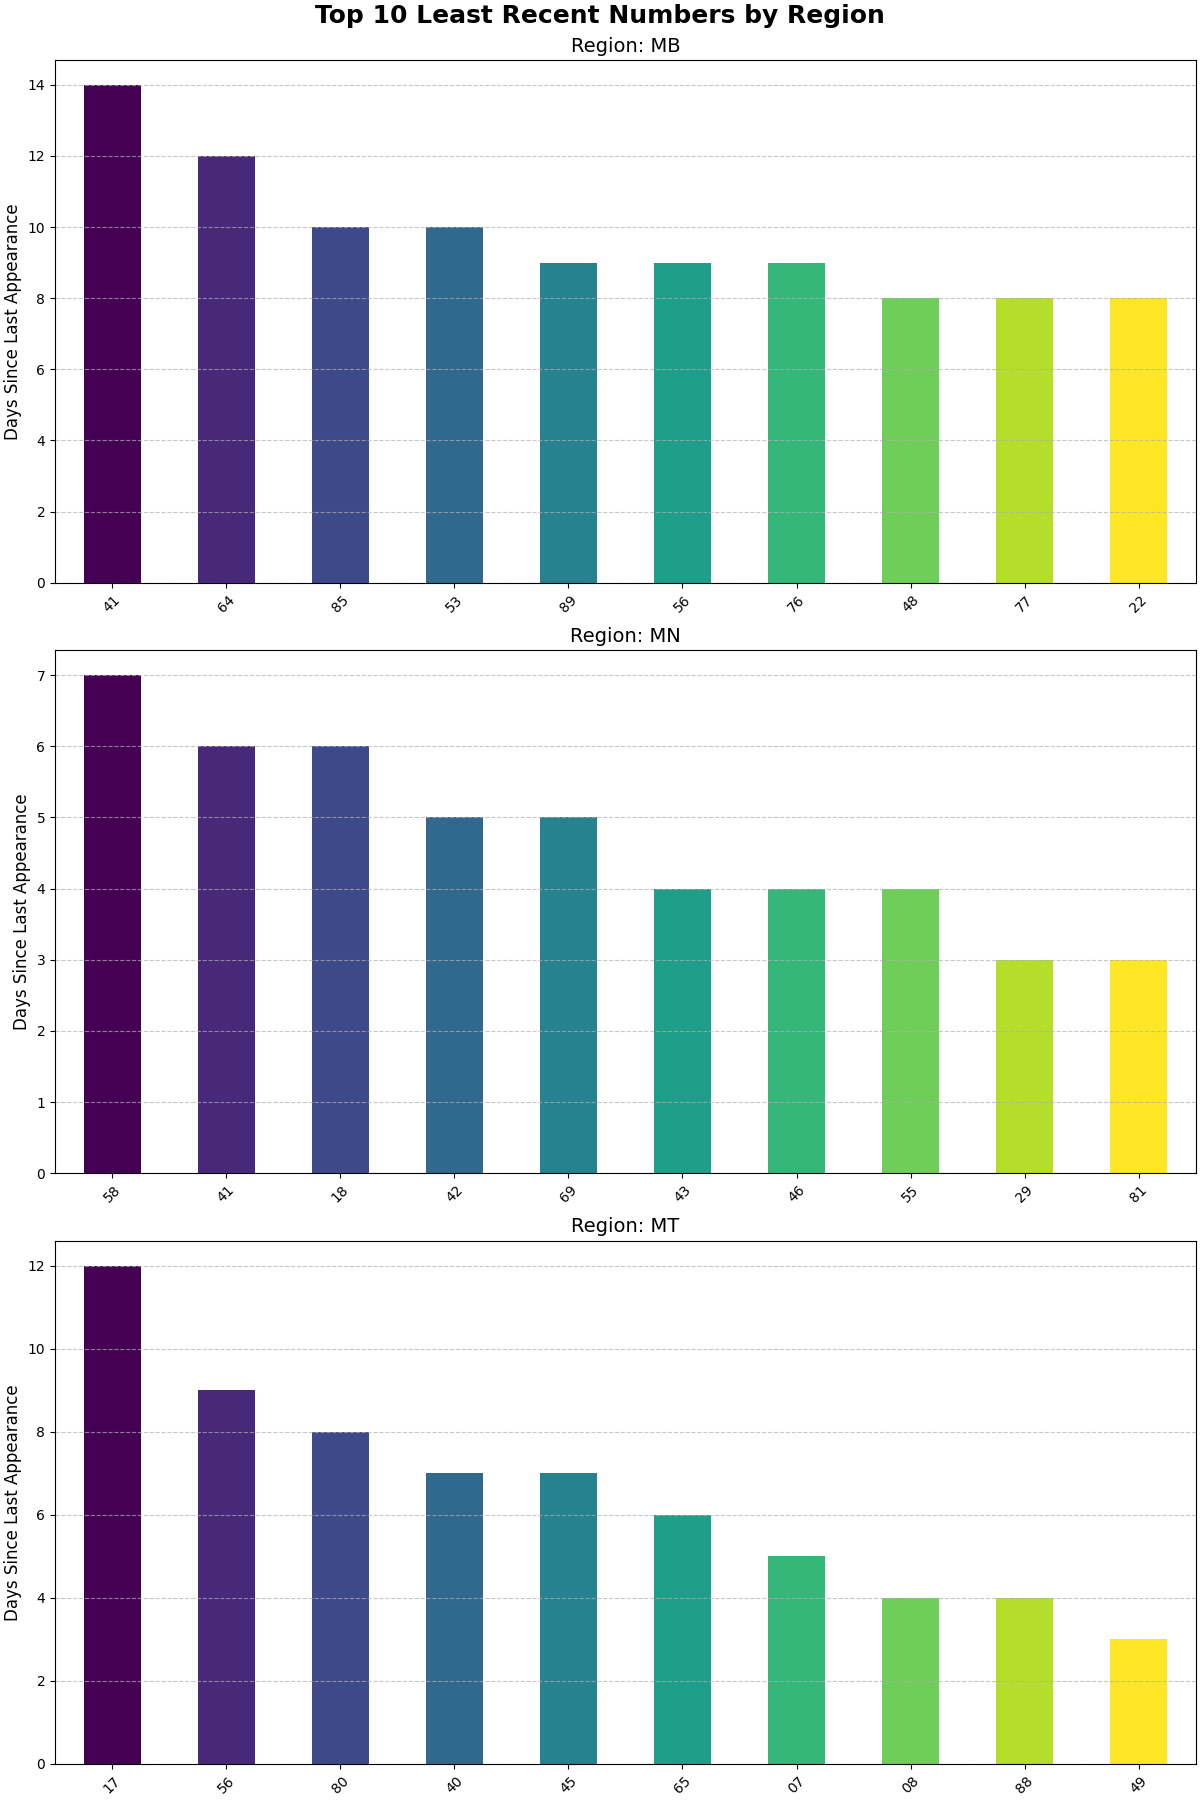 Top 10 Least Recent Numbers by Region
Region: MB
Days Since Last Appearance
14
12
10
8
6
4
2
0
41 64 85 53 89 56 76 48 77 22
Region: MN
Days Since Last Appearance
7
6
5
4
3
2
1
0
58 41 18 42 69 43 46 55 29 81
Region: MT
Days Since Last Appearance
12
10
8
6
4
2
0
17 56 80 40 45 65 07 08 88 49